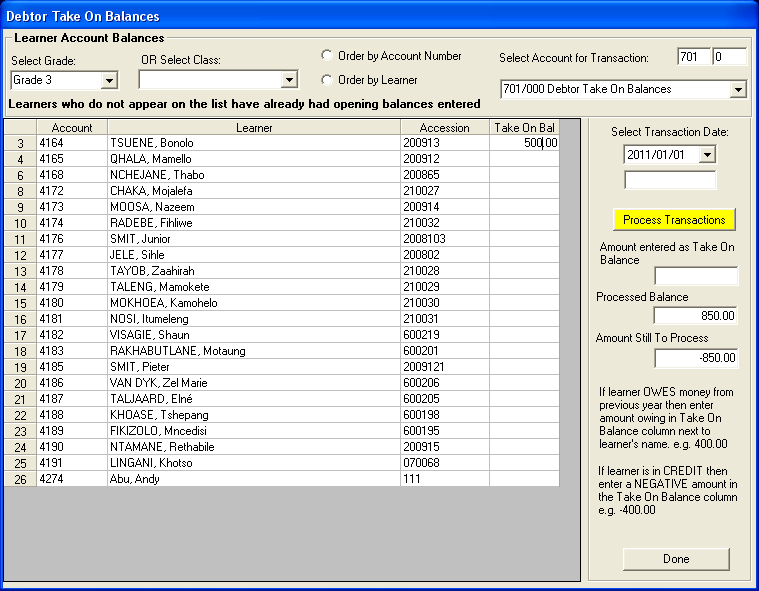 Debtor Take On Balances
Learner Account Balances
Select Grade: OR Select Class: Order by Account Number Select Account for Transaction: 701 0
Grade 3 Order by Learner 701/000 Debtor Take On Balances
Learners who do not appear on the list have already had opening balances entered
Account Learner Accession Take On Bal
3 4164 TSUENE, Bonolo 200913 500.00
4 4165 QHALA, Mamello 200912
6 4168 NCHEJANE, Thabo 200865
8 4172 CHAKA, Mojalefa 210027
9 4173 MOOSA, Nazeem 200914
10 4174 RADEBE, Fihliwe 210032
11 4176 SMIT, Junior 2008103
12 4177 JELE, Sihle 200802
13 4178 TAYOB, Zaahirah 210028
14 4179 TALENG, Mamokete 210029
15 4180 MOKHOEA, Kamohelo 210030
16 4181 NOSI, Itumeleng 210031
17 4182 VISAGIE, Shaun 600219
18 4183 RAKHABUTLANE, Motaung 600201
19 4185 SMIT, Pieter 2009121
20 4186 VAN DYK, Zel Marie 600206
21 4187 TALJAARD, Elné 600205
22 4188 KHOASE, Tshepang 600198
23 4189 FIKIZOLO, Mncedisi 600195
24 4190 NTAMANE, Rethabile 200915
25 4191 LINGANI, Khotso 070068
26 4274 Abu, Andy 111
Select Transaction Date:
2011/01/01
Process Transactions
Amount entered as Take On
Balance
Processed Balance
850.00
Amount Still To Process
-850.00
If learner OWES money from
previous year then enter
amount owing in Take On
Balance column next to
learner's name. e.g. 400.00
If learner is in CREDIT then
enter a NEGATIVE amount in
the Take On Balance column
e.g. -400.00
Done